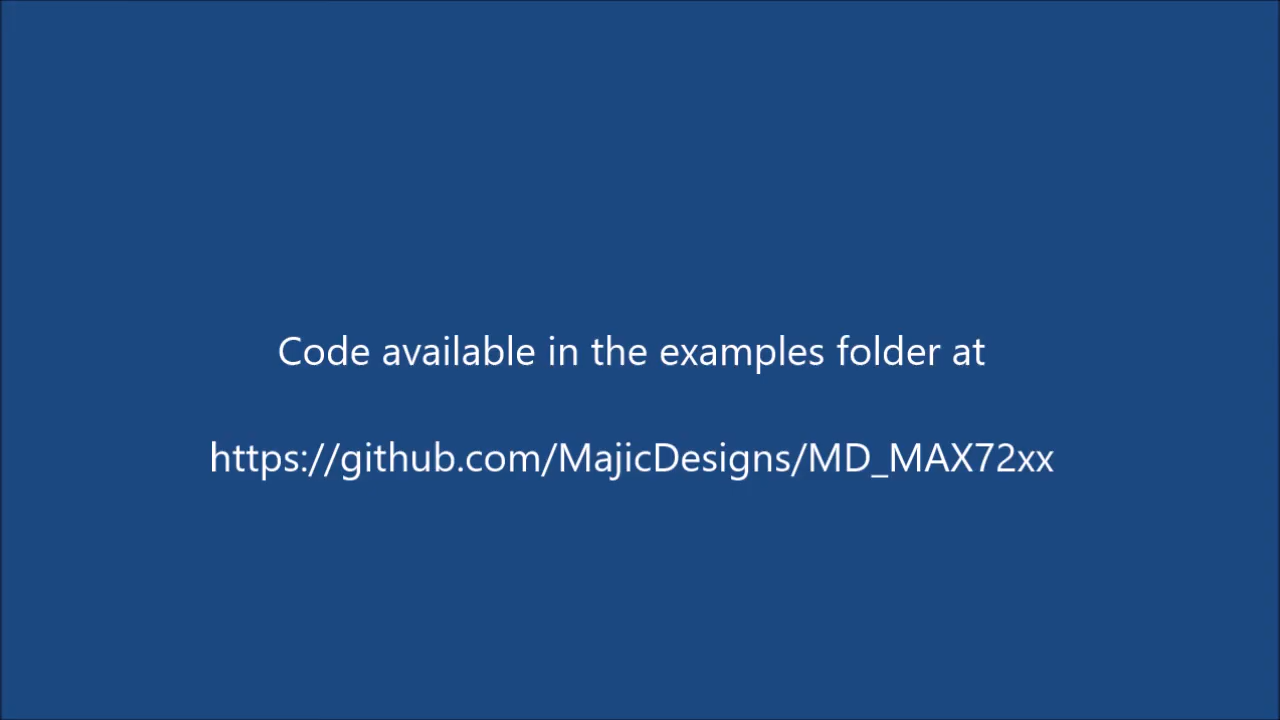 Code available in the examples folder at
https://github.com/MajicDesigns/MD_MAX72xx